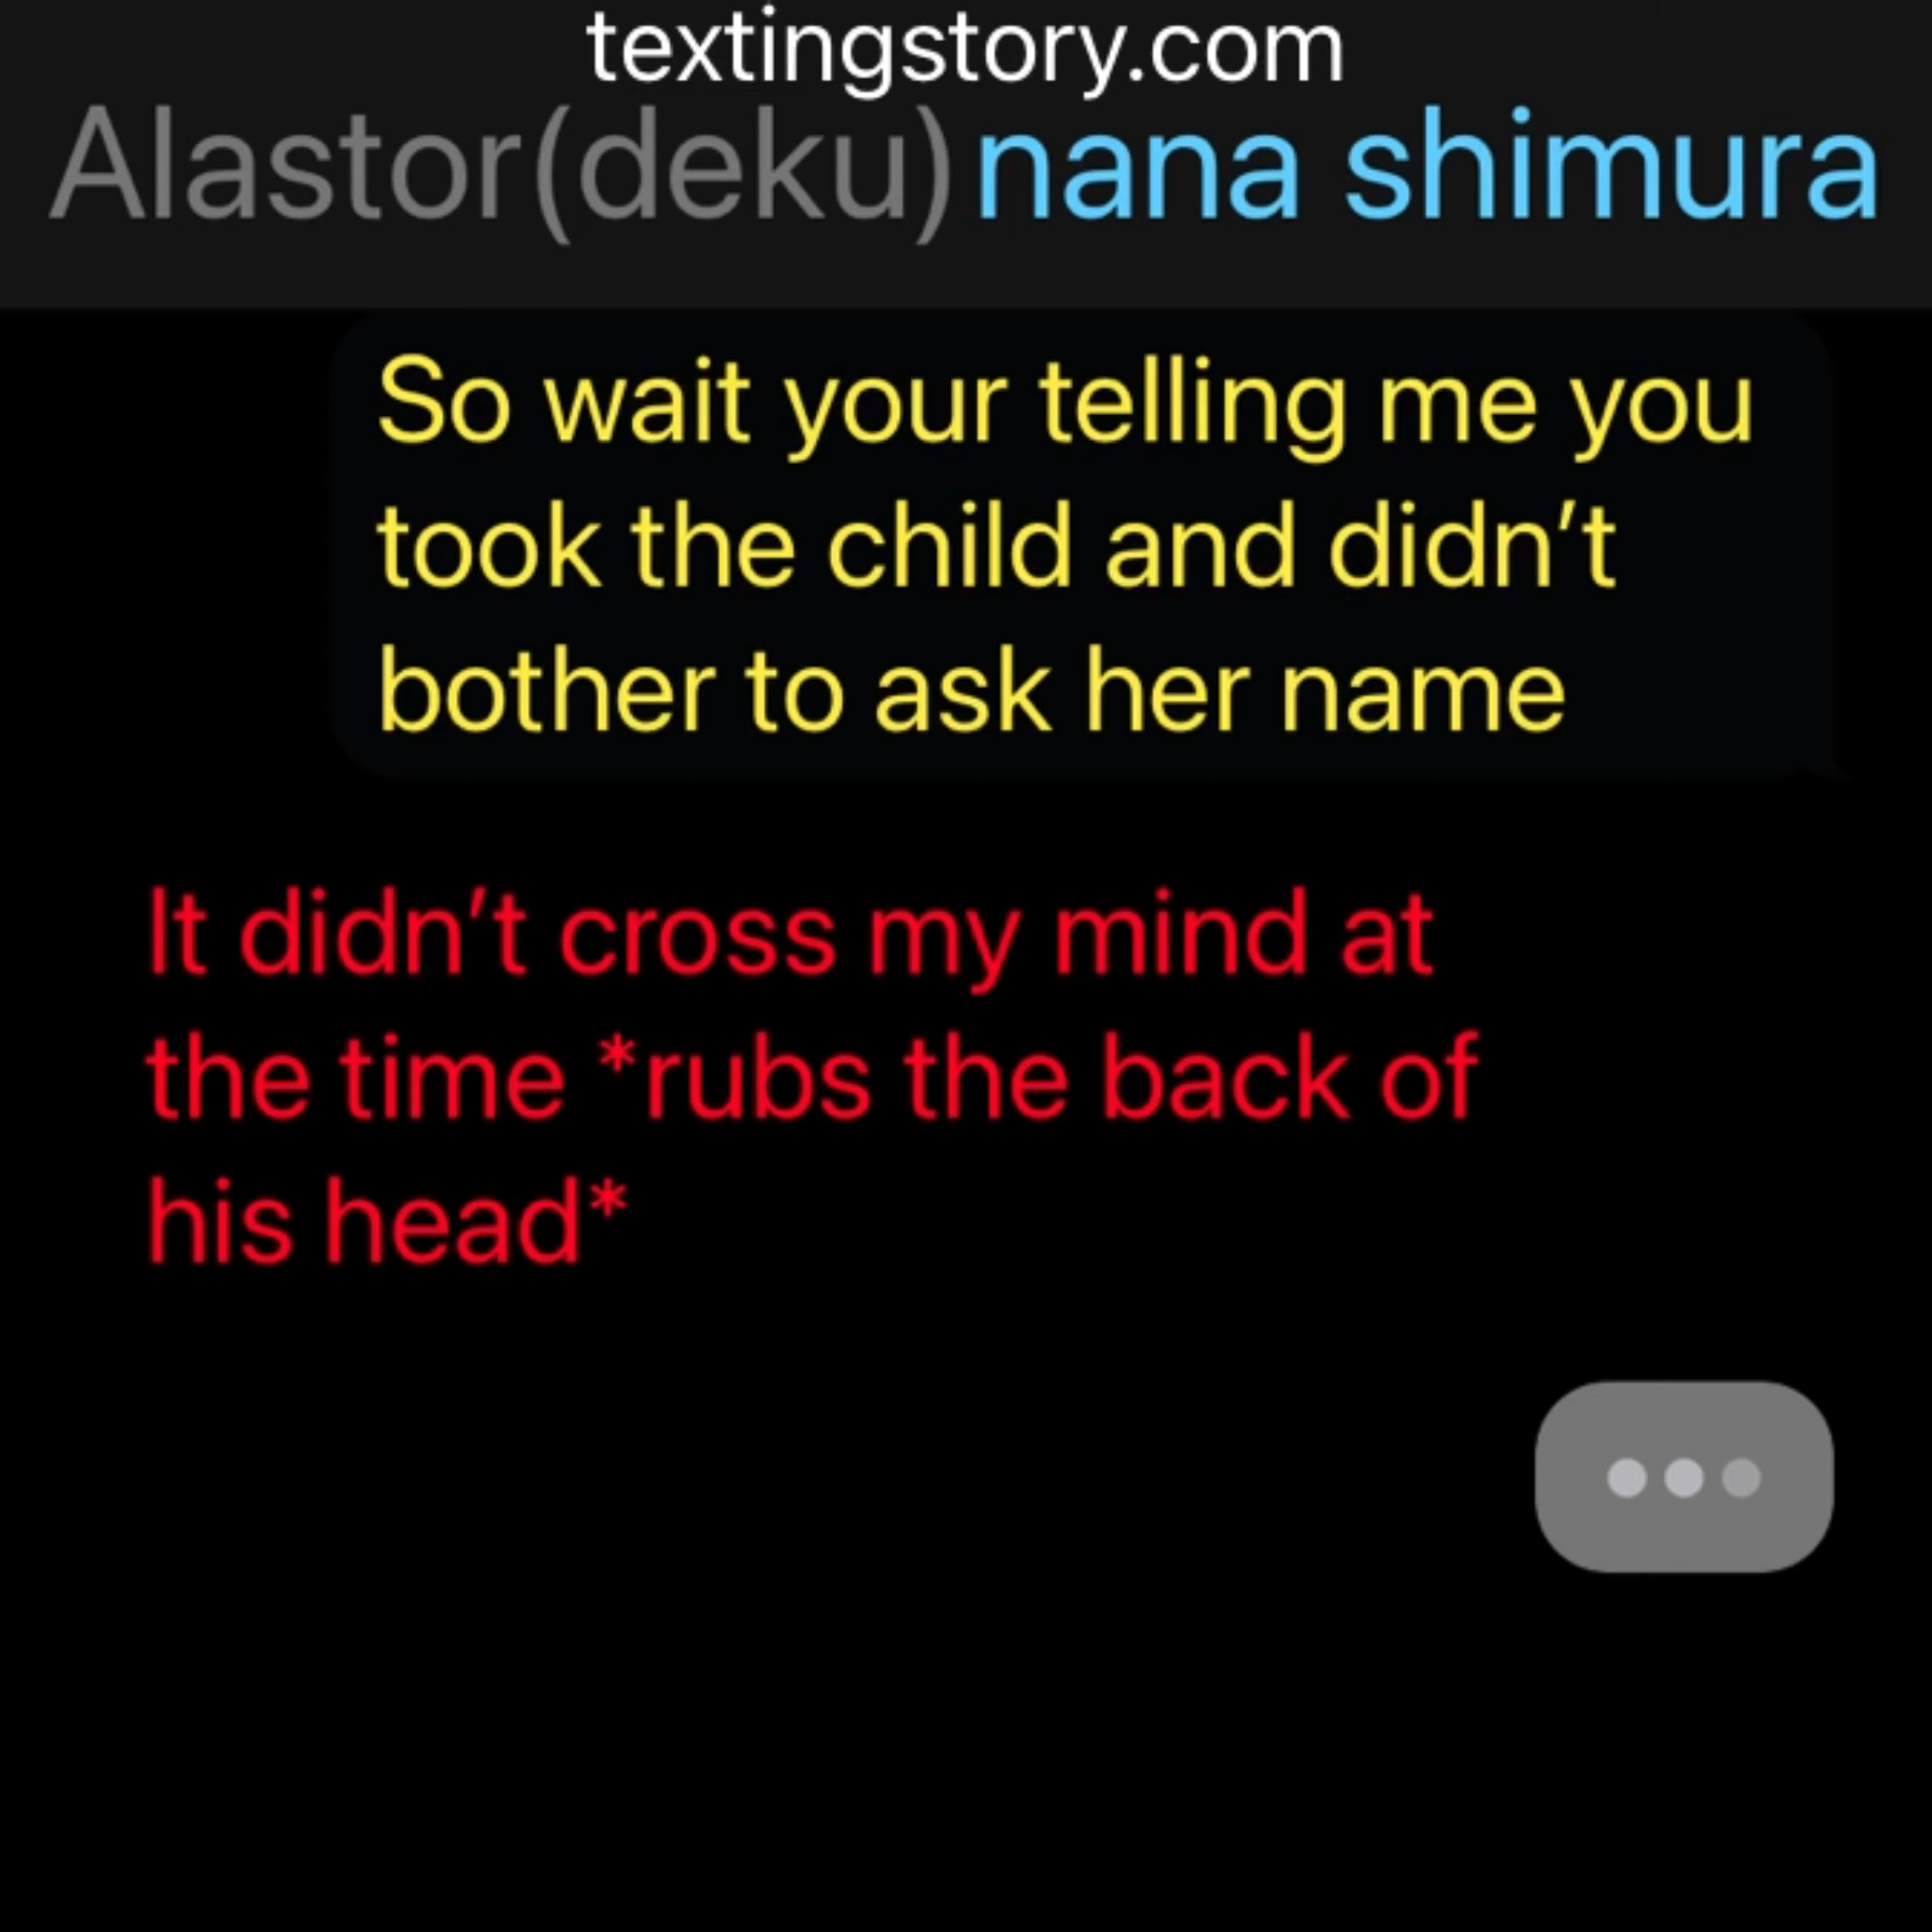 textingstory.com
Alastor(deku) nana shimura
So wait your telling me you
took the child and didn’t
bother to ask her name
It didn’t cross my mind at
the time *rubs the back of
his head*